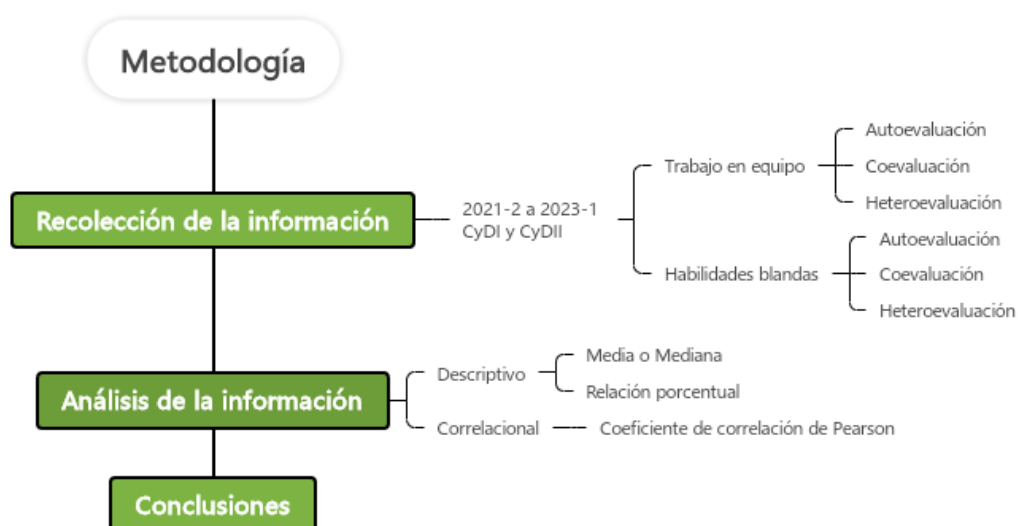 Metodología
Recolección de la información
2021-2 a 2023-1
CyDI y CyDII
Trabajo en equipo
Autoevaluación
Coevaluación
Heteroevaluación
Habilidades blandas
Autoevaluación
Coevaluación
Heteroevaluación
Análisis de la información
Descriptivo
Media o Mediana
Relación porcentual
Correlacional
Coeficiente de correlación de Pearson
Conclusiones